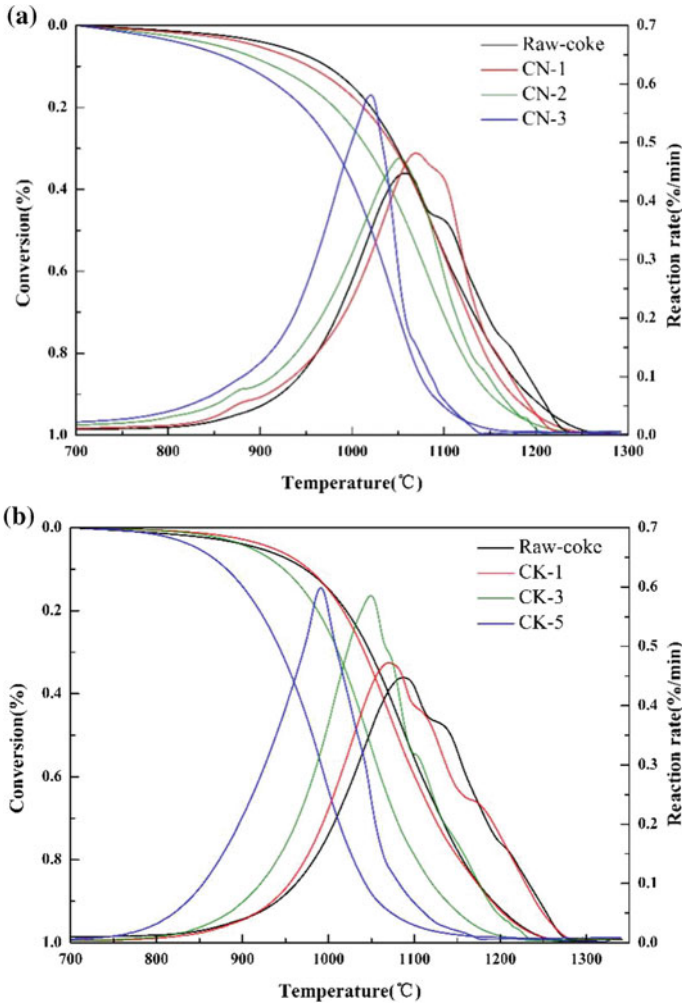 (a)
0.0
0.2
0.4
0.6
0.8
1.0
Conversion(%)
0.7
0.6
0.5
0.4
0.3
0.2
0.1
0.0
Reaction rate(%/min)
Raw-coke
CN-1
CN-2
CN-3
700 800 900 1000 1100 1200 1300
Temperature(℃)
(b)
0.0
0.2
0.4
0.6
0.8
1.0
Conversion(%)
0.7
0.6
0.5
0.4
0.3
0.2
0.1
0.0
Reaction rate(%/min)
Raw-coke
CK-1
CK-3
CK-5
700 800 900 1000 1100 1200 1300
Temperature(℃)